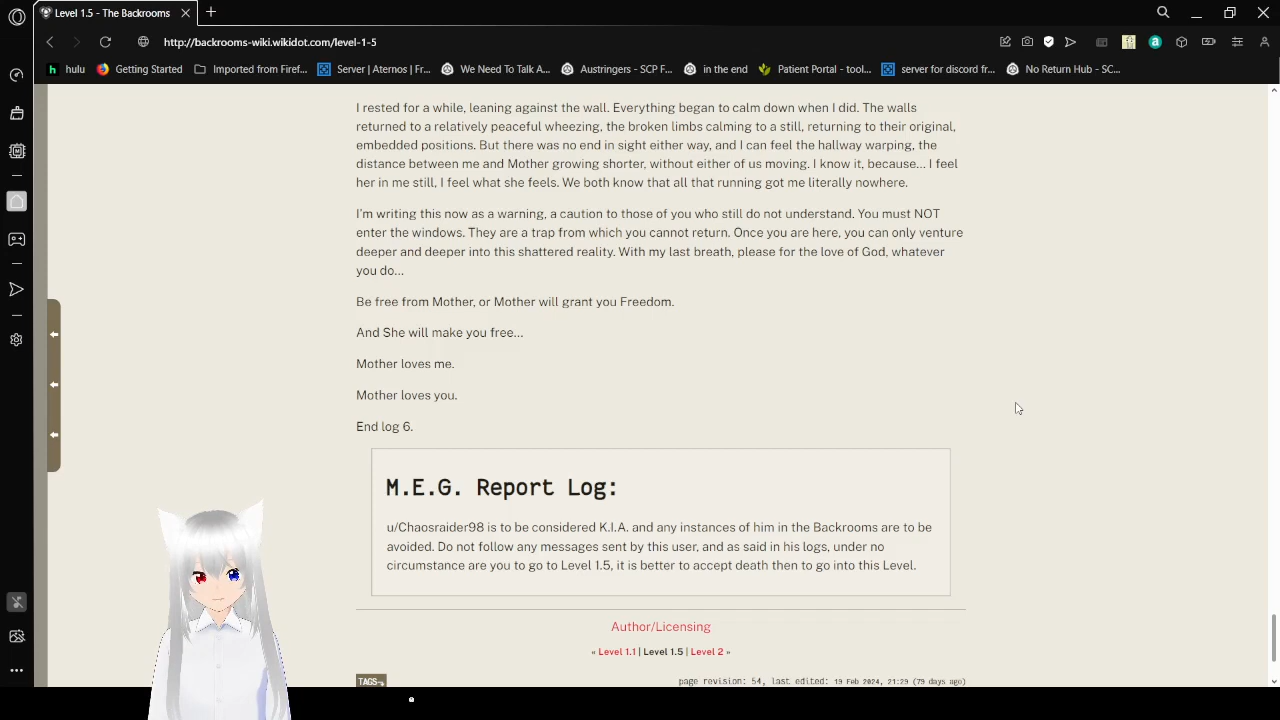 Level 1.5 - The Backrooms
http://backrooms-wiki.wikidot.com/level-1-5
hulu
Getting Started
Imported from Firef...
Server | Aternos | Fr...
We Need To Talk A...
Austringers - SCP F...
in the end
Patient Portal - tool...
server for discord fr...
No Return Hub - SC...
I rested for a while, leaning against the wall. Everything began to calm down when I did. The walls
returned to a relatively peaceful wheezing, the broken limbs calming to a still, returning to their original,
embedded positions. But there was no end in sight either way, and I can feel the hallway warping, the
distance between me and Mother growing shorter, without either of us moving. I know it, because... I feel
her in me still, I feel what she feels. We both know that all that running got me literally nowhere.
I'm writing this now as a warning, a caution to those of you who still do not understand. You must NOT
enter the windows. They are a trap from which you cannot return. Once you are here, you can only venture
deeper and deeper into this shattered reality. With my last breath, please for the love of God, whatever
you do...
Be free from Mother, or Mother will grant you Freedom.
And She will make you free...
Mother loves me.
Mother loves you.
End log 6.
M.E.G. Report Log:
u/Chaosraider98 is to be considered K.I.A. and any instances of him in the Backrooms are to be
avoided. Do not follow any messages sent by this user, and as said in his logs, under no
circumstance are you to go to Level 1.5, it is better to accept death then to go into this Level.
Author/Licensing
« Level 1.1 | Level 1.5 | Level 2 »
TAGS
page revision: 54, last edited: 19 Feb 2024, 21:29 (79 days ago)